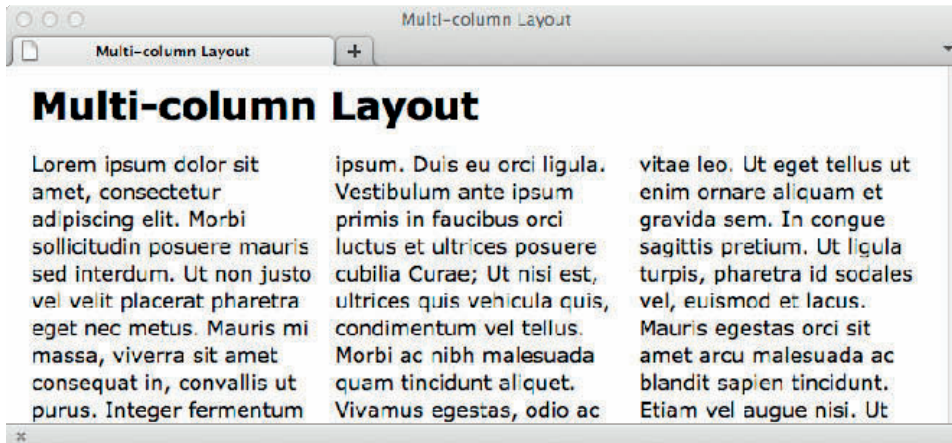 Multi-column Layout
Multi-column Layout
Multi-column Layout
Lorem ipsum dolor sit
amet, consectetur
adipiscing elit. Morbi
sollicitudin posuere mauris
sed interdum. Ut non justo
vel velit placerat pharetra
eget nec metus. Mauris mi
massa, viverra sit amet
consequat in, convallis ut
purus. Integer fermentum
ipsum. Duis eu orci ligula.
Vestibulum ante ipsum
primis in faucibus orci
luctus et ultrices posuere
cubilia Curae; Ut nisi est,
ultrices quis vehicula quis,
condimentum vel tellus.
Morbi ac nibh malesuada
quam tincidunt aliquet.
Vivamus egestas, odio ac
vitae leo. Ut eget tellus ut
enim ornare aliquam et
gravida sem. In congue
sagittis pretium. Ut ligula
turpis, pharetra id sodales
vel, euismod et lacus.
Mauris egestas orci sit
amet arcu malesuada ac
blandit sapien tincidunt.
Etiam vel augue nisi. Ut